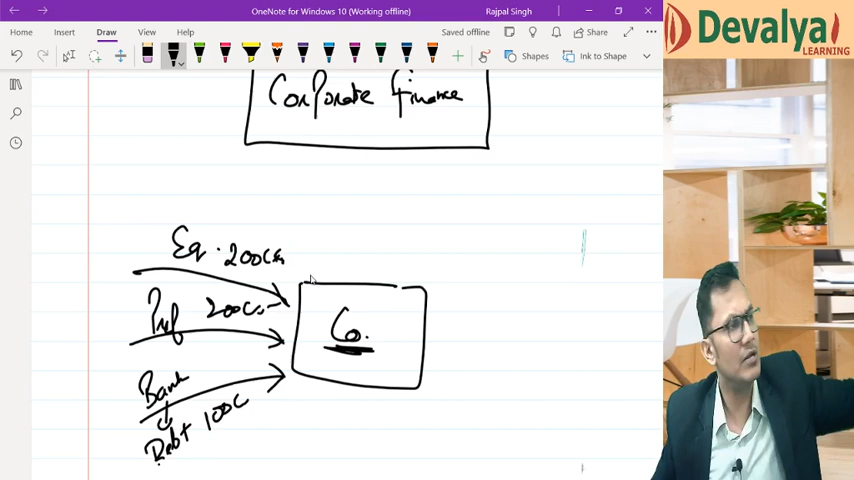 OneNote for Windows 10 (Working offline)
Rajpal Singh
Devalya
LEARNING
Home Insert Draw View Help
Saved offline
Share
Shapes
Ink to Shape
Corporate Finance
Eq. 200Cr
Pref 200Cr
Co.
Bank
Debt 100C